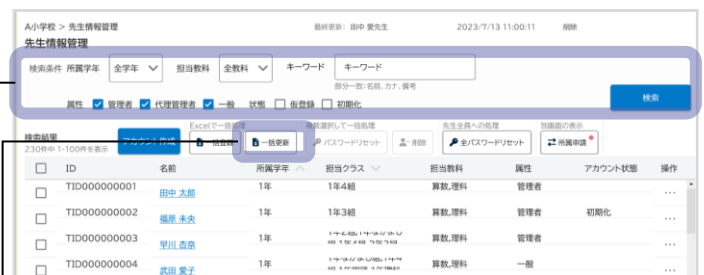 A小学校 > 先生情報管理 最終更新: 田中 愛先生 2023/7/13 11:00:11 削除
先生情報管理
検索条件 所属学年 全学年 担当教科 全教科 キーワード キーワード
部分一致:名前, カナ, 備考
属性 管理者 代理管理者 一般 状態 仮登録 初期化 検索
Excelで一括処理 複数選択して一括処理 先生全員への処理 別画面の表示
検索結果 アカウント作成 一括登録 一括更新 パスワードリセット 削除 全パスワードリセット 所属申請
230件中 1-100件を表示
ID 名前 所属学年 担当クラス 担当教科 属性 アカウント状態 操作
TID000000001 田中 太郎 1年 1年4組 算数,理科 管理者 ...
TID000000002 福原 未央 1年 1年3組 算数,理科 管理者 初期化 ...
TID000000003 早川 杏奈 1年 算数,理科 管理者 ...
TID000000004 武田 愛子 1年 算数,理科 一般 ...